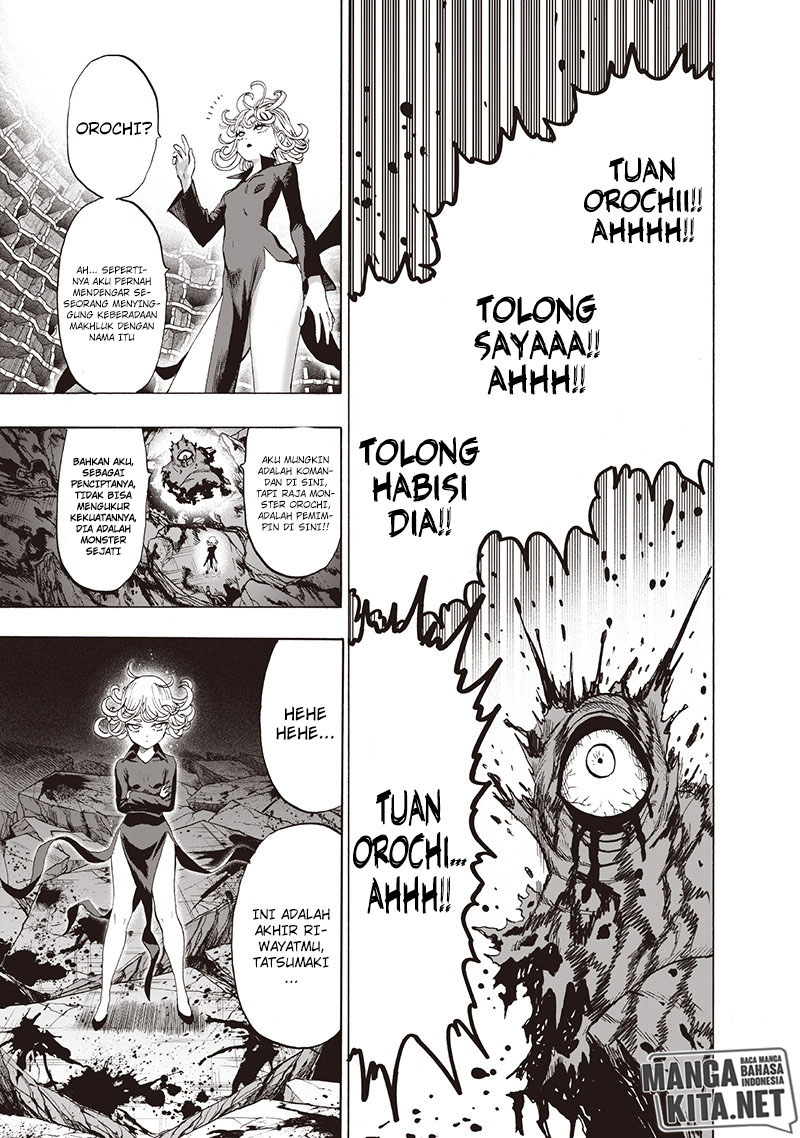 TUAN
OROCHII!!
AHHHH!!
TOLONG
SAYAAA!!
AHHH!!
TOLONG
HABISI
DIA!!
TUAN
OROCHI...
AHHH!!
OROCHI?
AH... SEPERTI-
NYA AKU PERNAH
MENDENGAR SE-
SEORANG MENYING-
GUNG KEBERADAAN
MAKHLUK DENGAN
NAMA ITU
AKU MUNGKIN
ADALAH KOMAN-
DAN DI SINI,
TAPI RAJA MON-
STER OROCHI,
ADALAH PEMIM-
PIN DI SINI!!
BAHKAN AKU,
SEBAGAI
PENCIPTANYA,
TIDAK BISA
MENGUKUR
KEKUATANNYA,
DIA ADALAH
MONSTER
SEJATI
HEHE
HEHE...
INI ADALAH
AKHIR RI-
WAYATMU,
TATSUMAKI
...
MANGA
KITA.NET
BACA MANGA
BAHASA
INDONESIA